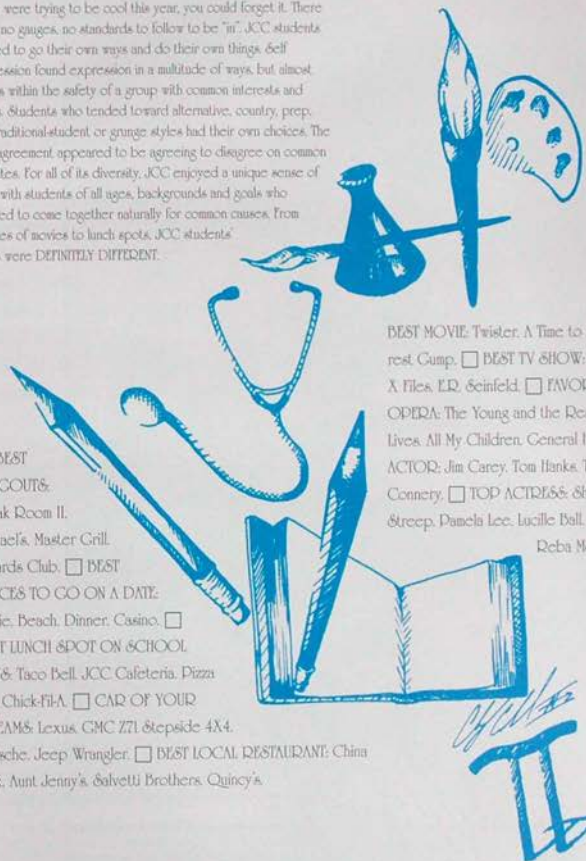 were trying to be cool this year, you could forget it. There
no gauges, no standards to follow to be "in". JCC students
ed to go their own ways and do their own things. Self
ession found expression in a multitude of ways, but almost
s within the safety of a group with common interests and
. Students who tended toward alternative, country, prep,
aditional-student or grunge styles had their own choices. The
agreement appeared to be agreeing to disagree on common
tes. For all of its diversity, JCC enjoyed a unique sense of
with students of all ages, backgrounds and goals who
ed to come together naturally for common causes. From
es of movies to lunch spots, JCC students'
were DEFINITELY DIFFERENT.
BEST MOVIE: Twister, A Time to
rest Gump. ☐ BEST TV SHOW:
X Files, E.R. Seinfeld. ☐ FAVOR
OPERA: The Young and the Re
Lives, All My Children, General
ACTOR: Jim Carey, Tom Hanks,
Connery. ☐ TOP ACTRESS:
Streep, Pamela Lee, Lucille Ball,
Reba M
BEST
GOUTS:
ak Room II,
ael's, Master Grill,
ards Club. ☐ BEST
CES TO GO ON A DATE:
ie, Beach, Dinner, Casino. ☐
T LUNCH SPOT ON SCHOOL
S: Taco Bell, JCC Cafeteria, Pizza
Chick-Fil-A. ☐ CAR OF YOUR
EAMS: Lexus, GMC Z71 Stepside 4X4,
sche, Jeep Wrangler. ☐ BEST LOCAL RESTAURANT: China
, Aunt Jenny's, Salvetti Brothers, Quincy's.